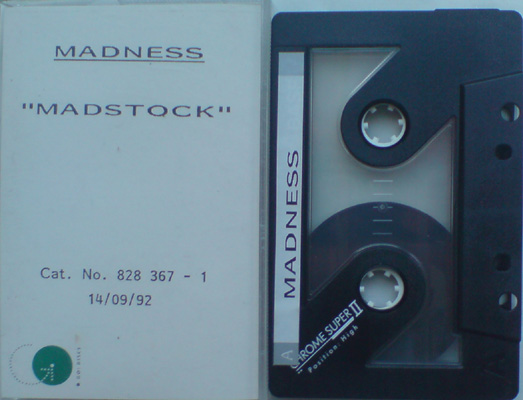 MADNESS
"MADSTOCK"
Cat. No. 828 367 - 1
14/09/92
MADNESS
A
CHROME SUPER II
Position · High
A